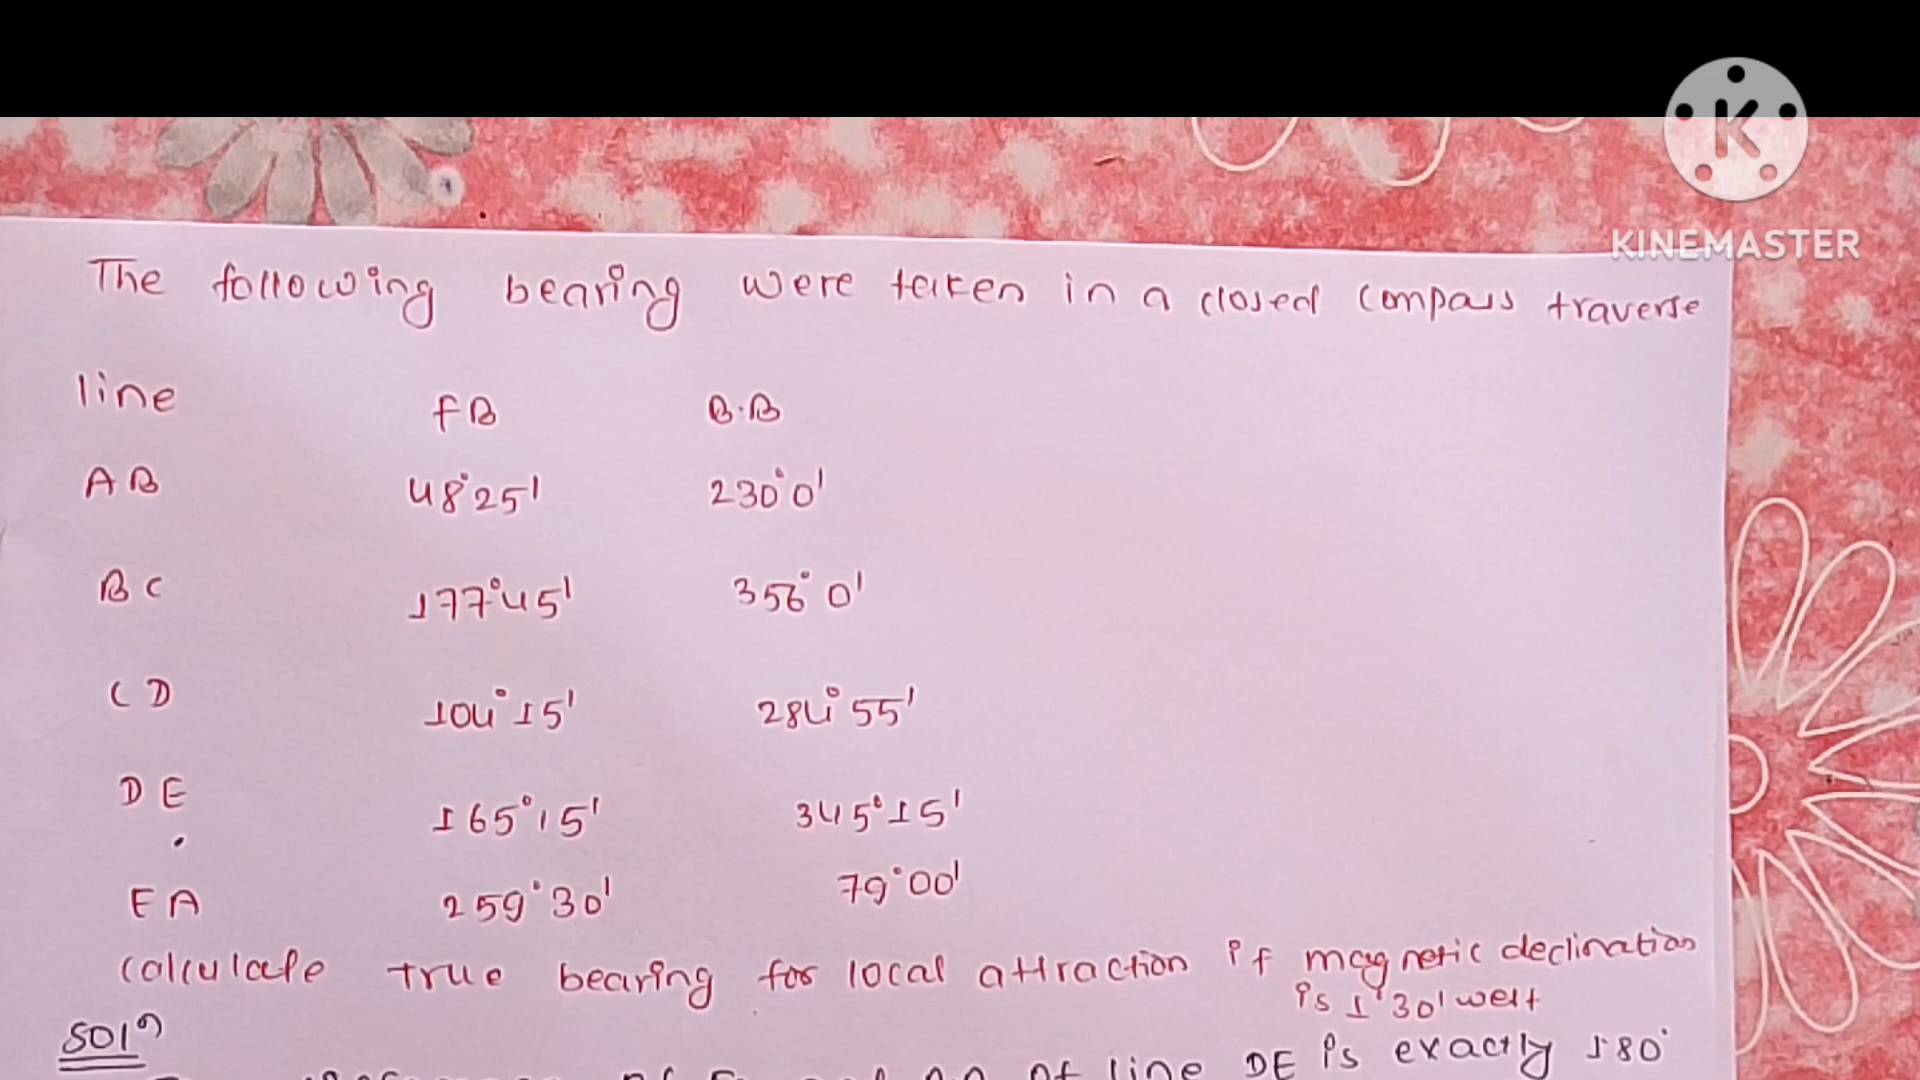 KINEMASTER
The following bearing were taken in a closed compass traverse
line FB B.B
AB 48°25' 230°0'
BC 177°45' 356°0'
CD 104°15' 284°55'
DE 165°15' 345°15'
EA 259°30' 79°00'
calculate true bearing for local attraction if magnetic declination
is 1°30' west
Solⁿ
of line DE is exactly 180°